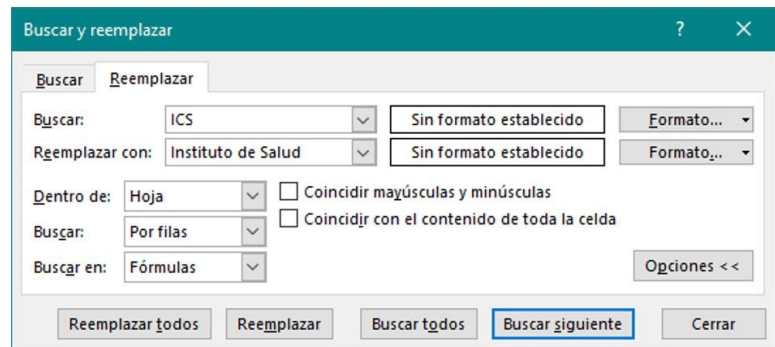 Buscar y reemplazar ? ×
Buscar Reemplazar
Buscar: ICS Sin formato establecido Formato...
Reemplazar con: Instituto de Salud Sin formato establecido Formato...
Dentro de: Hoja Coincidir mayúsculas y minúsculas
Coincidir con el contenido de toda la celda
Buscar: Por filas
Buscar en: Fórmulas Opciones <<
Reemplazar todos Reemplazar Buscar todos Buscar siguiente Cerrar